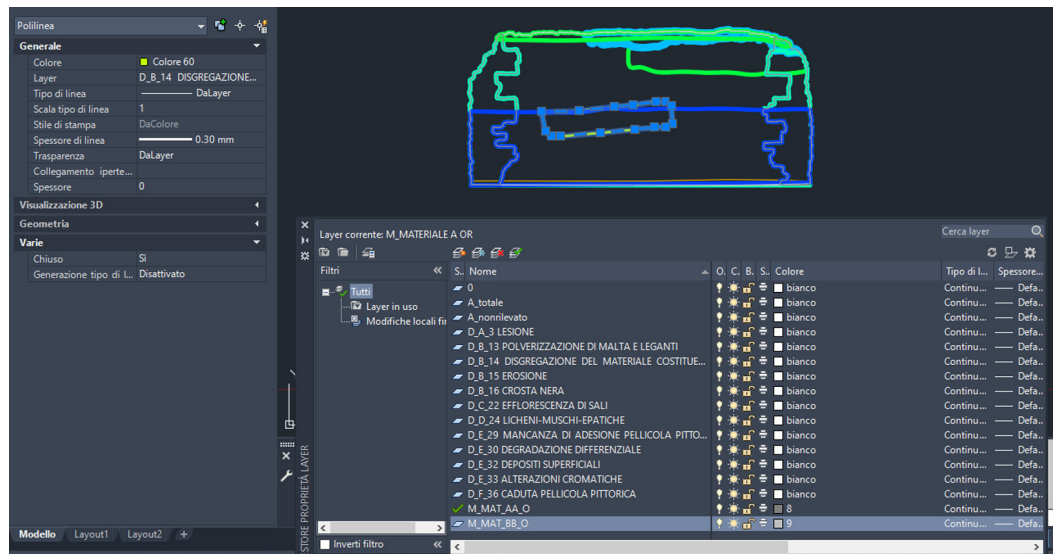 Polilinea
Generale
Colore Colore 60
Layer D_B_14 DISGREGAZIONE...
Tipo di linea DaLayer
Scala tipo di linea 1
Stile di stampa DaColore
Spessore di linea 0.30 mm
Trasparenza DaLayer
Collegamento iperte...
Spessore 0
Visualizzazione 3D
Geometria
Varie
Chiuso Sì
Generazione tipo di l... Disattivato
Modello Layout1 Layout2 +
Layer corrente: M_MATERIALE A OR
Cerca layer
Filtri
Tutti
Layer in uso
Modifiche locali fin
Inverti filtro
S.. Nome O. C. B. S.. Colore Tipo di l... Spessore...
0 bianco Continu... Defa..
A_totale bianco Continu... Defa..
A_nonrilevato bianco Continu... Defa..
D_A_3 LESIONE bianco Continu... Defa..
D_B_13 POLVERIZZAZIONE DI MALTA E LEGANTI bianco Continu... Defa..
D_B_14 DISGREGAZIONE DEL MATERIALE COSTITUE... bianco Continu... Defa..
D_B_15 EROSIONE bianco Continu... Defa..
D_B_16 CROSTA NERA bianco Continu... Defa..
D_C_22 EFFLORESCENZA DI SALI bianco Continu... Defa..
D_D_24 LICHENI-MUSCHI-EPATICHE bianco Continu... Defa..
D_E_29 MANCANZA DI ADESIONE PELLICOLA PITTO... bianco Continu... Defa..
D_E_30 DEGRADAZIONE DIFFERENZIALE bianco Continu... Defa..
D_E_32 DEPOSITI SUPERFICIALI bianco Continu... Defa..
D_E_33 ALTERAZIONI CROMATICHE bianco Continu... Defa..
D_F_36 CADUTA PELLICOLA PITTORICA bianco Continu... Defa..
M_MAT_AA_O 8 Continu... Defa..
M_MAT_BB_O 9 Continu... Defa..
STORE PROPRIETÀ LAYER